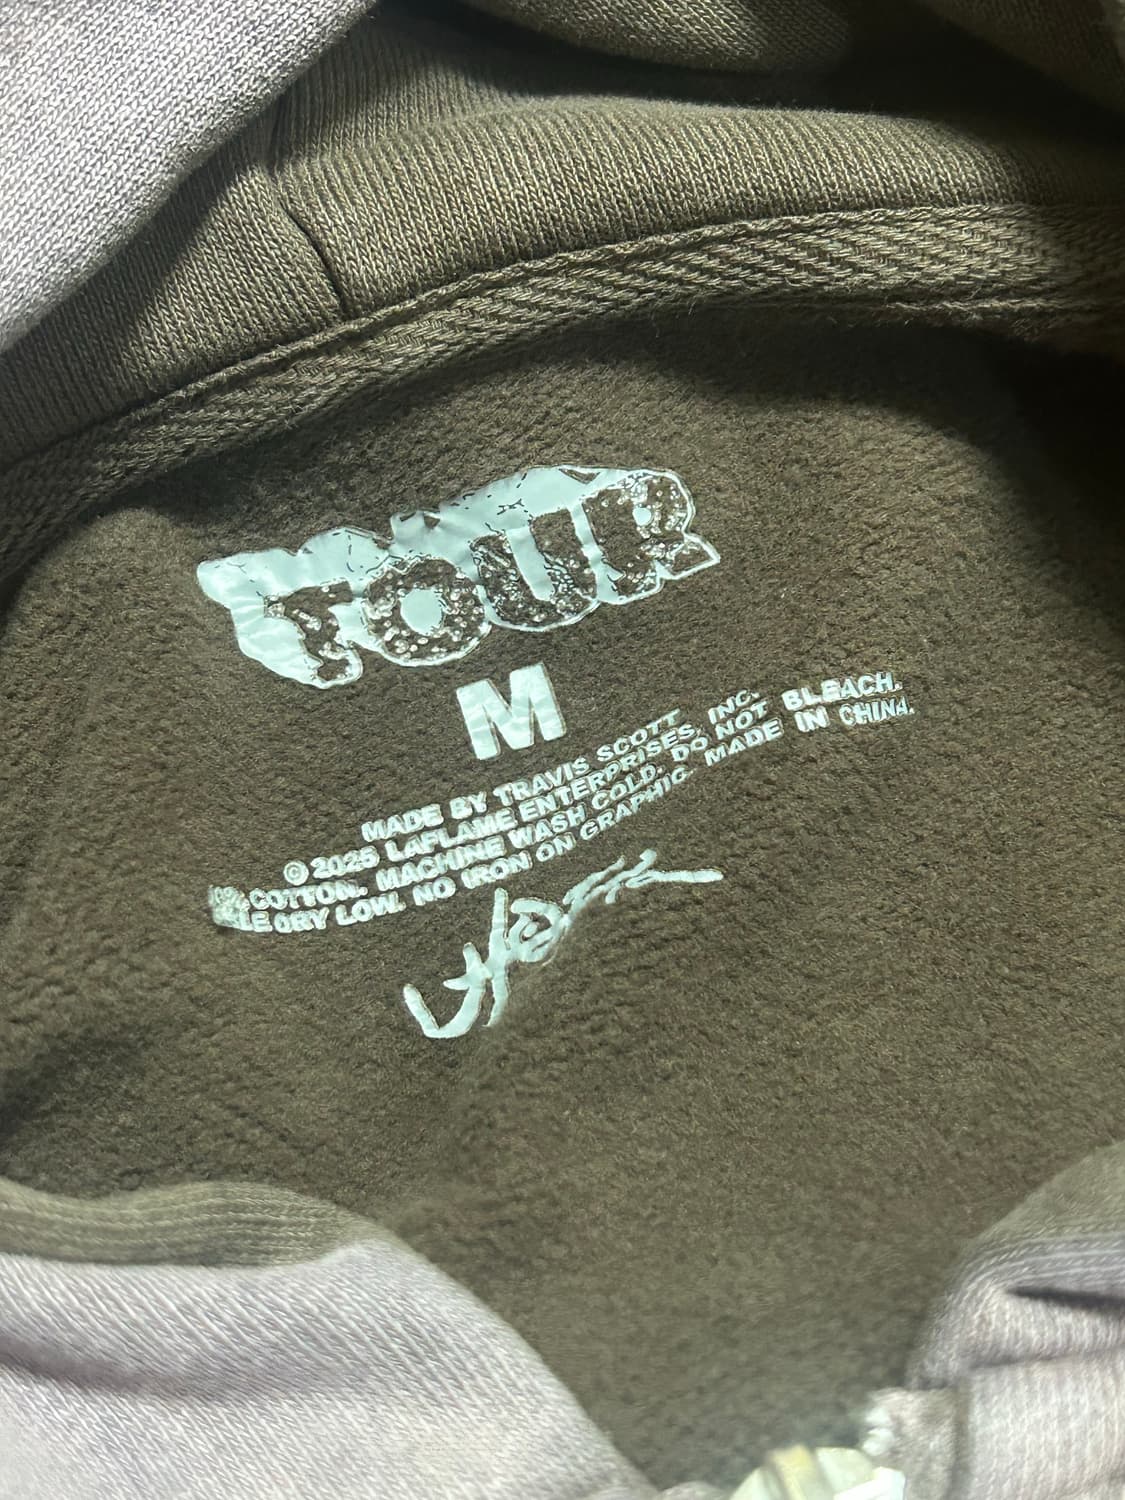 TOUR
M
MADE BY TRAVIS SCOTT
© 2025 LAFLAME ENTERPRISES, INC.
COTTON. MACHINE WASH COLD. DO NOT BLEACH.
DRY LOW. NO IRON ON GRAPHIC. MADE IN CHINA.